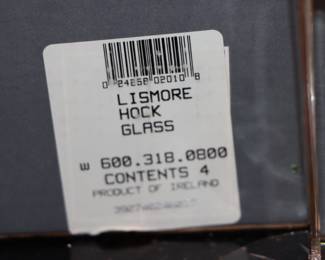 0 24258 02010 8
LISMORE
HOCK
GLASS
W 600.318.0800
CONTENTS 4
PRODUCT OF IRELAND